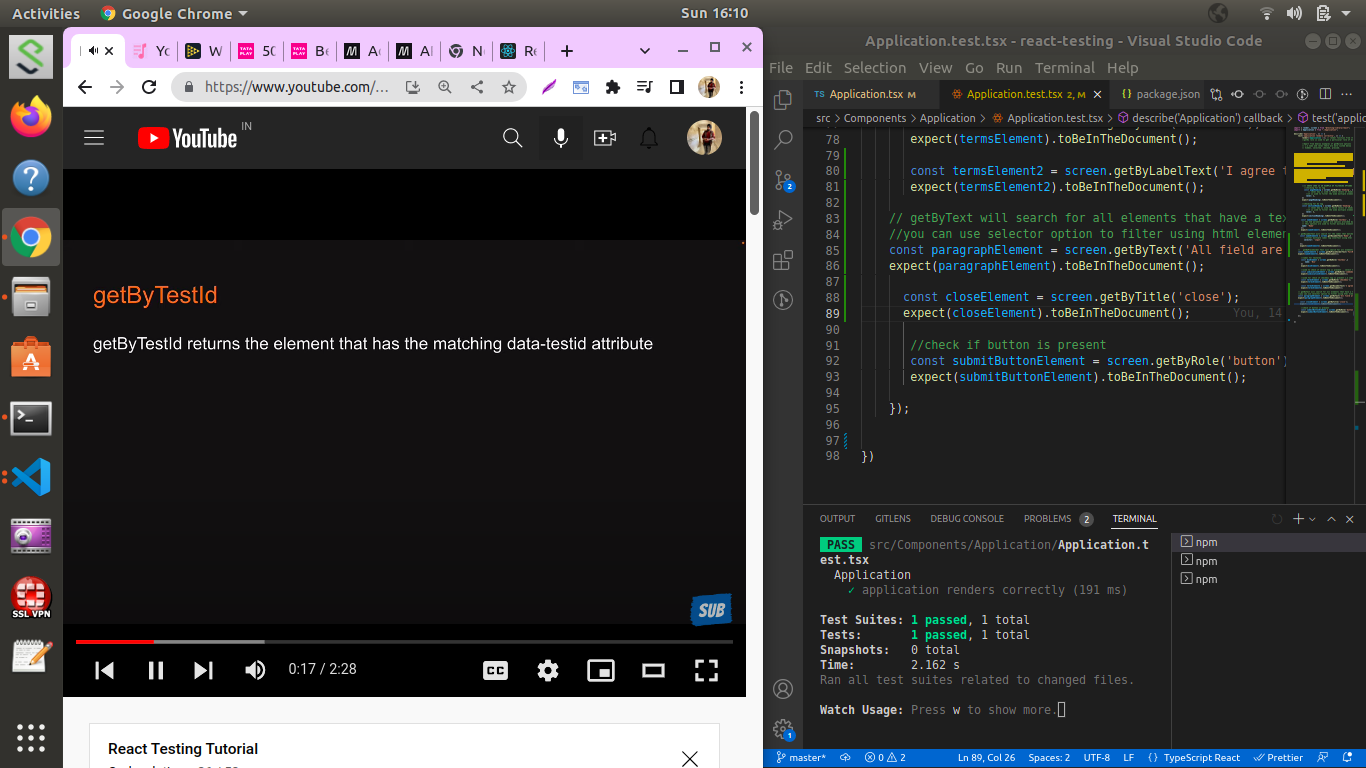 Activities
Google Chrome
Sun 16:10
Application.test.tsx - react-testing - Visual Studio Code
File Edit Selection View Go Run Terminal Help
https://www.youtube.com/...
YouTube IN
getByTestId
getByTestId returns the element that has the matching data-testid attribute
SUB
0:17 / 2:28
CC
React Testing Tutorial
SSL VPN
TS Application.tsx M
Application.test.tsx 2, M
{} package.json
src > Components > Application > Application.test.tsx > describe('Application') callback > test('applic
78 expect(termsElement).toBeInTheDocument();
79
80 const termsElement2 = screen.getByLabelText('I agree
81 expect(termsElement2).toBeInTheDocument();
82
83 // getByText will search for all elements that have a tex
84 //you can use selector option to filter using html elemen
85 const paragraphElement = screen.getByText('All field are
86 expect(paragraphElement).toBeInTheDocument();
87
88 const closeElement = screen.getByTitle('close');
89 expect(closeElement).toBeInTheDocument(); You, 14
90
91 //check if button is present
92 const submitButtonElement = screen.getByRole('button')
93 expect(submitButtonElement).toBeInTheDocument();
94
95 });
96
97
98 })
OUTPUT GITLENS DEBUG CONSOLE PROBLEMS 2 TERMINAL
PASS src/Components/Application/Application.t
est.tsx
Application
✓ application renders correctly (191 ms)
Test Suites: 1 passed, 1 total
Tests: 1 passed, 1 total
Snapshots: 0 total
Time: 2.162 s
Ran all test suites related to changed files.
Watch Usage: Press w to show more.
npm
npm
npm
master* 0 2 Ln 89, Col 26 Spaces: 2 UTF-8 LF {} TypeScript React Prettier